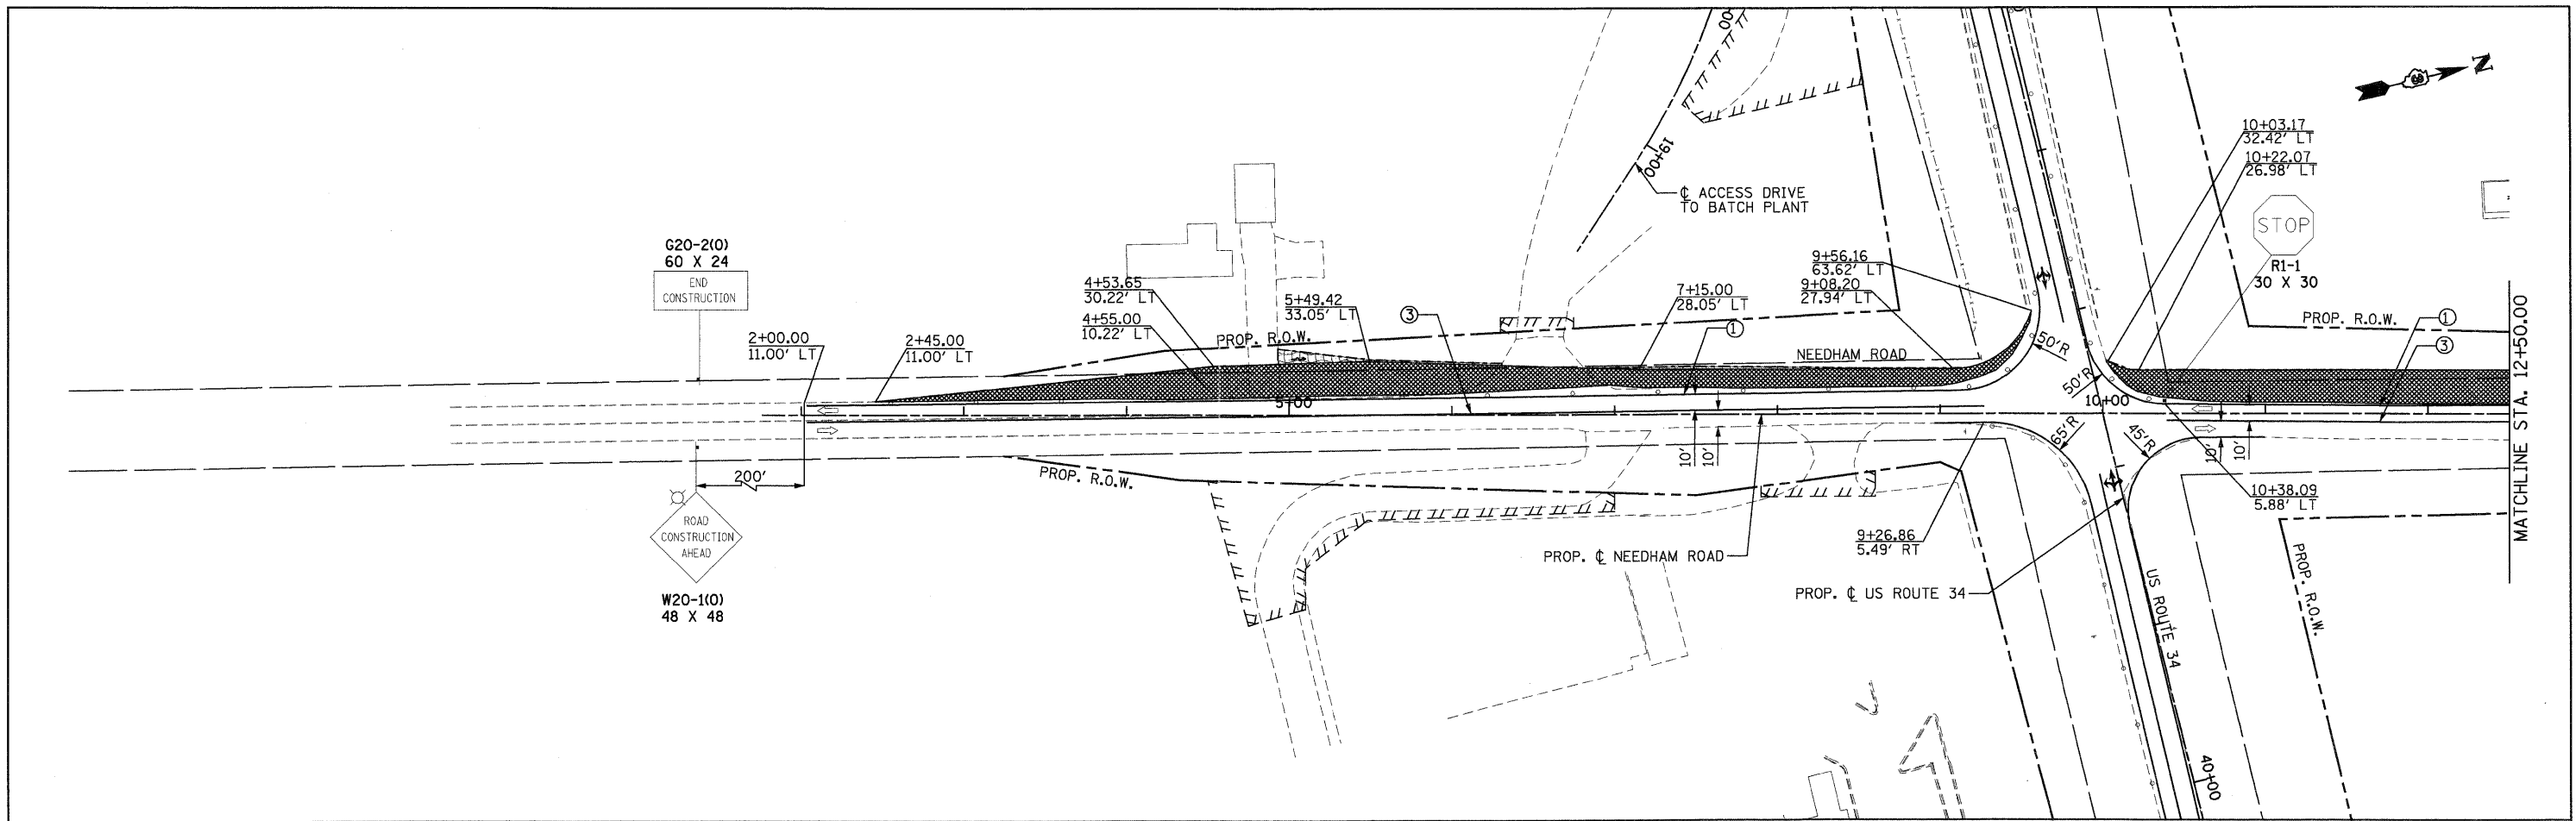 00
N
10+03.17
32.42' LT
10+22.07
26.98' LT
19+00
℄ ACCESS DRIVE
TO BATCH PLANT
STOP
R1-1
30 X 30
G20-2(O)
60 X 24
END
CONSTRUCTION
4+53.65
30.22' LT
4+55.00
10.22' LT
5+49.42
33.05' LT
7+15.00
28.05' LT
9+56.16
63.62' LT
9+08.20
27.94' LT
2+00.00
11.00' LT
2+45.00
11.00' LT
PROP. R.O.W.
3
1
NEEDHAM ROAD
50'R
50'R
PROP. R.O.W.
1
3
MATCHLINE STA. 12+50.00
5+00
10+00
65'R
45'R
10'
10'
10'
10'
200'
PROP. R.O.W.
ROAD
CONSTRUCTION
AHEAD
W20-1(O)
48 X 48
10+38.09
5.88' LT
9+26.86
5.49' RT
PROP. ℄ NEEDHAM ROAD
PROP. ℄ US ROUTE 34
US ROUTE 34
PROP. R.O.W.
40+00